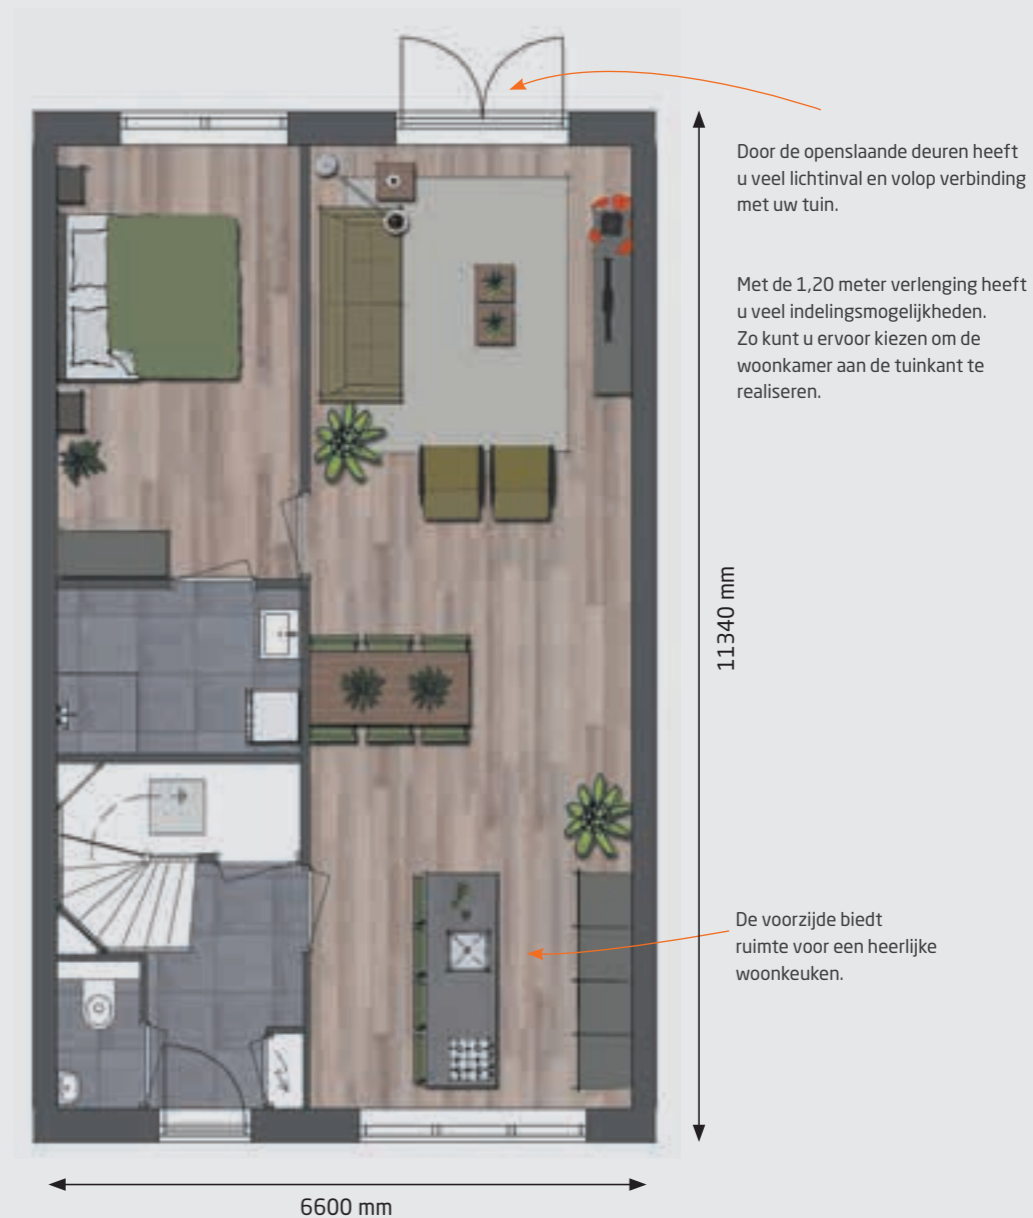 Door de openslaande deuren heeft
u veel lichtinval en volop verbinding
met uw tuin.
Met de 1,20 meter verlenging heeft
u veel indelingsmogelijkheden.
Zo kunt u ervoor kiezen om de
woonkamer aan de tuinkant te
realiseren.
11340 mm
De voorzijde biedt
ruimte voor een heerlijke
woonkeuken.
6600 mm